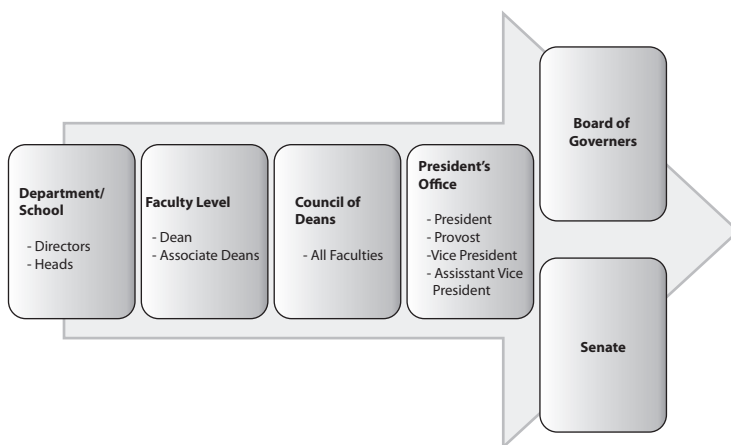 Department/
School
- Directors
- Heads
Faculty Level
- Dean
- Associate Deans
Council of
Deans
- All Faculties
President’s
Office
- President
- Provost
-Vice President
- Assisstant Vice
President
Board of
Governers
Senate